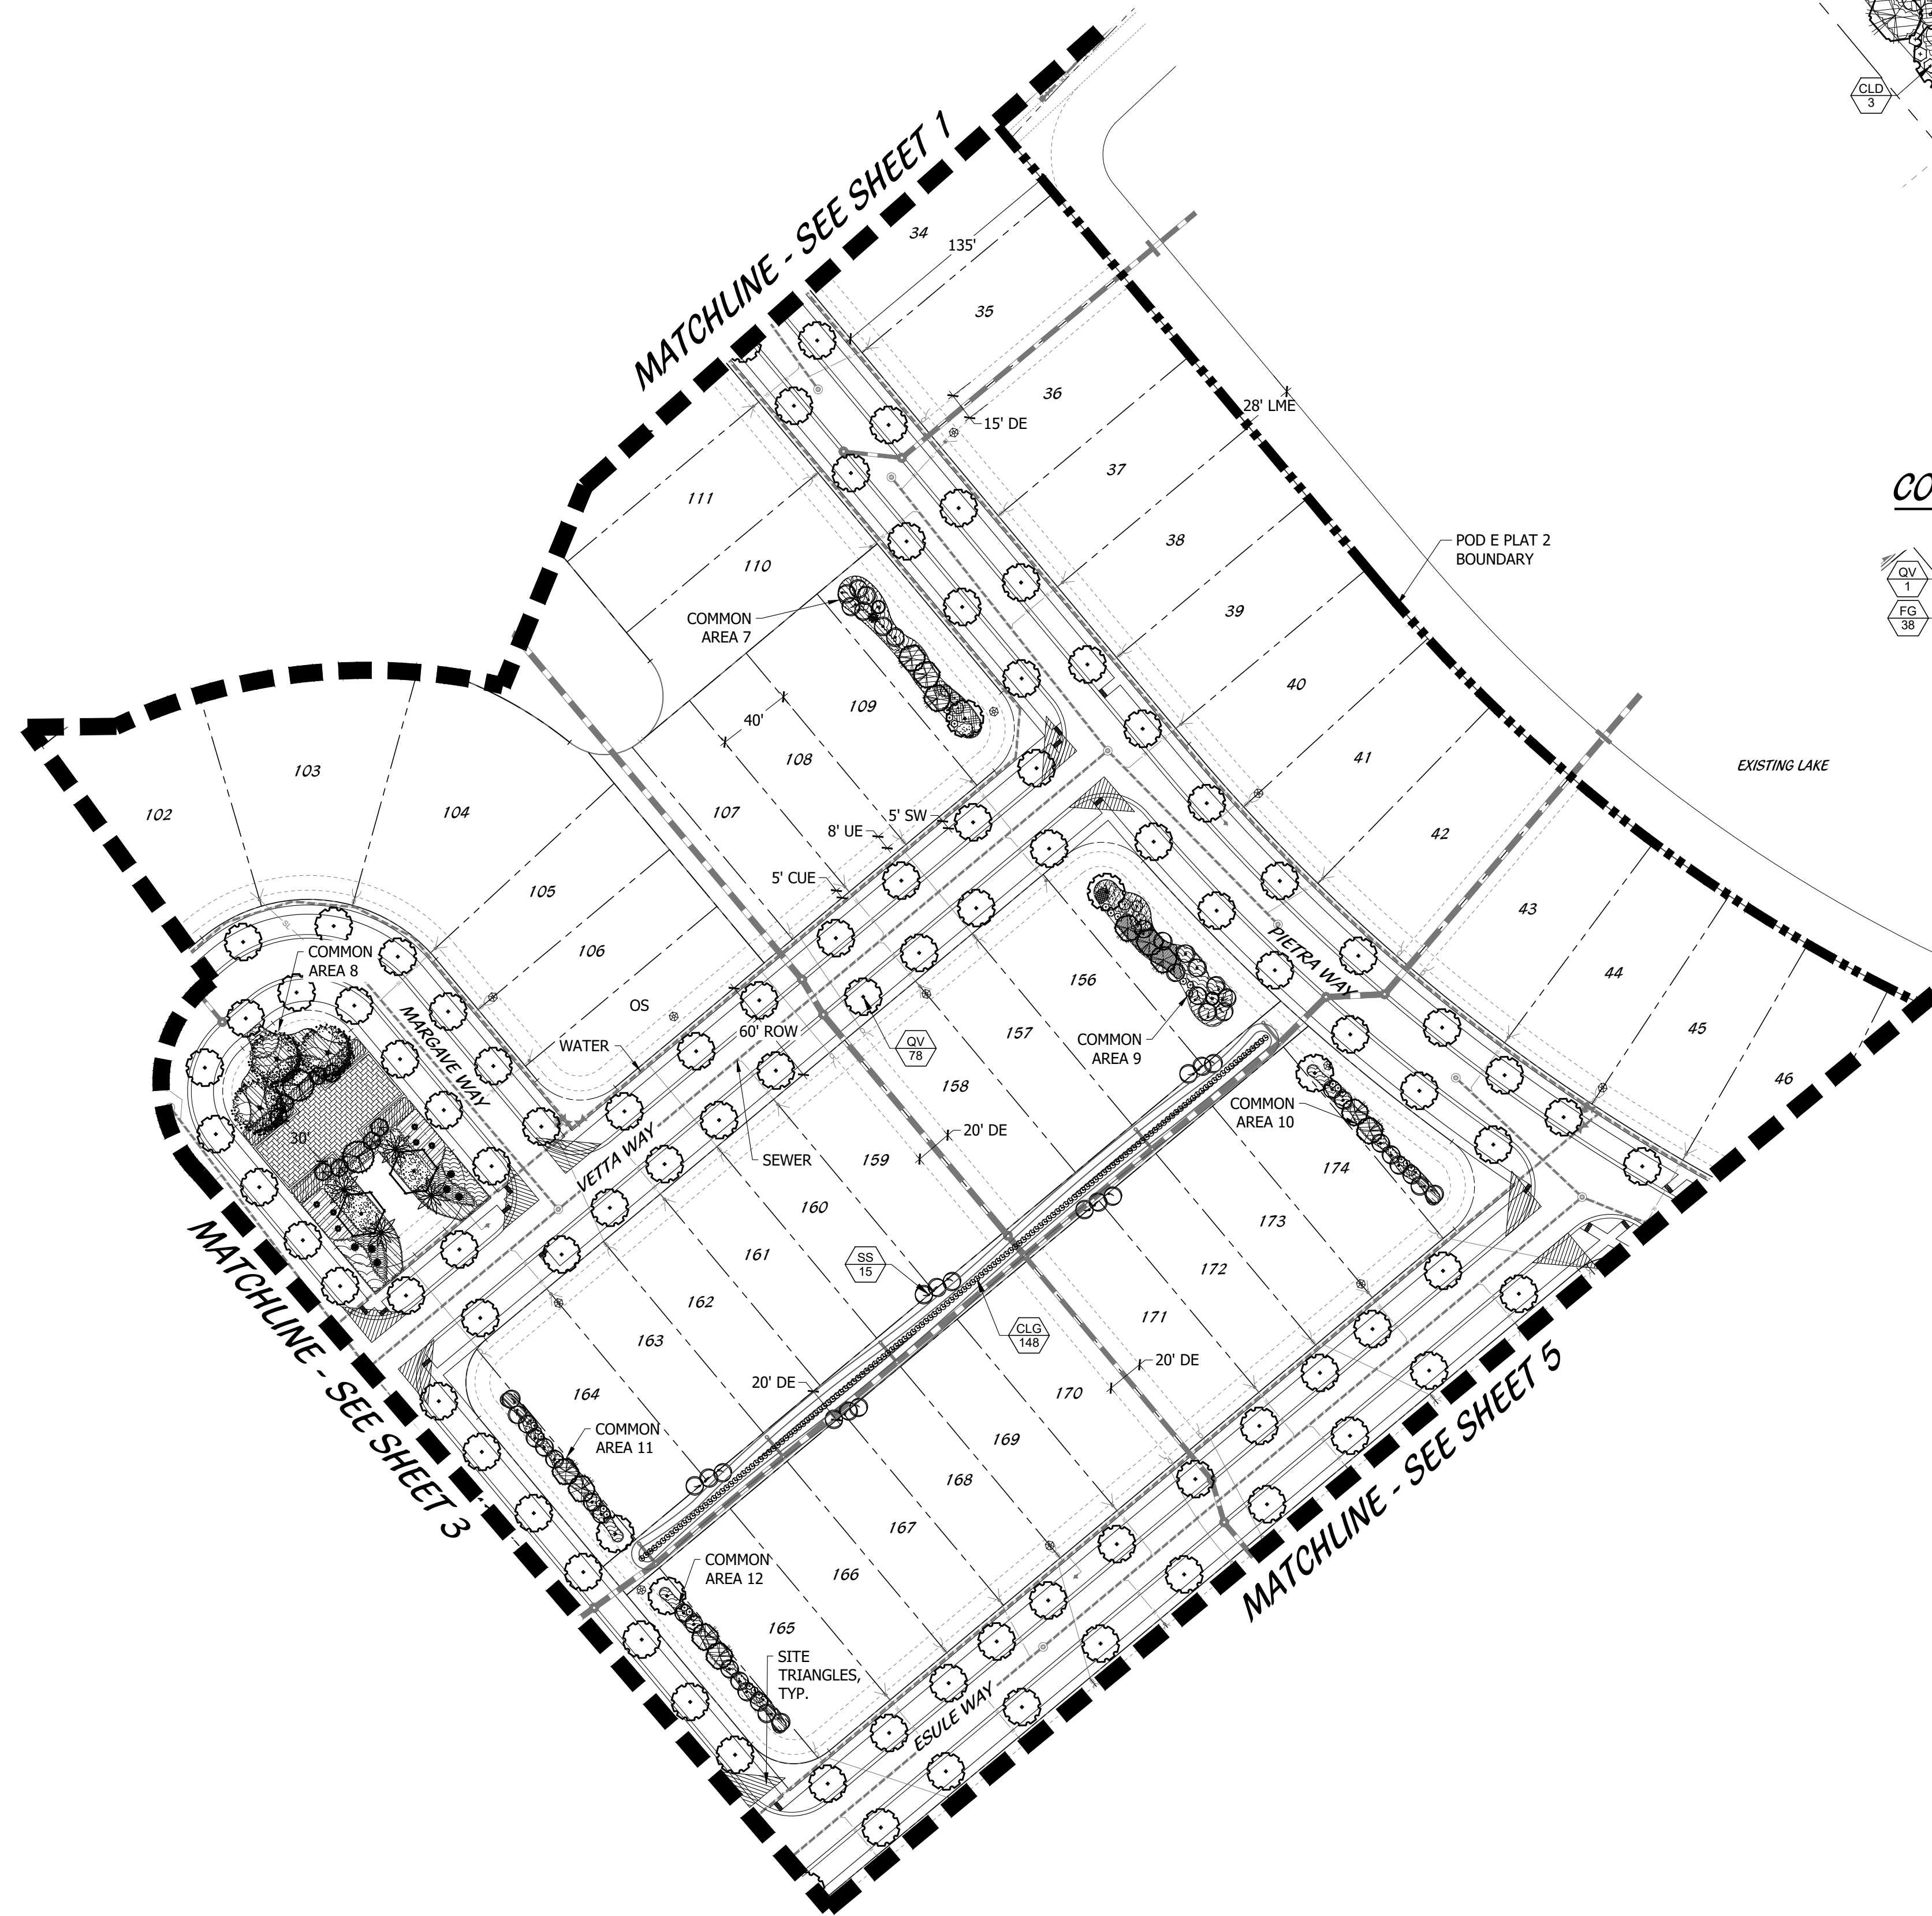 CLD
3
MATCHLINE - SEE SHEET 1
34
135'
35
36
15' DE
28' LME
37
38
39
40
41
42
43
44
45
46
POD E PLAT 2
BOUNDARY
EXISTING LAKE
CO
QV
1
FG
38
111
110
COMMON
AREA 7
109
40'
108
107
5' SW
8' UE
5' CUE
102
103
104
105
106
OS
COMMON
AREA 8
MARGAVE WAY
30'
WATER
60' ROW
QV
78
VETTA WAY
SEWER
PIETRA WAY
156
157
158
159
160
161
162
163
164
COMMON
AREA 9
COMMON
AREA 10
20' DE
174
173
172
171
170
169
168
167
166
165
SS
15
CLG
148
20' DE
20' DE
COMMON
AREA 11
COMMON
AREA 12
SITE
TRIANGLES,
TYP.
ESULE WAY
MATCHLINE - SEE SHEET 3
MATCHLINE - SEE SHEET 5